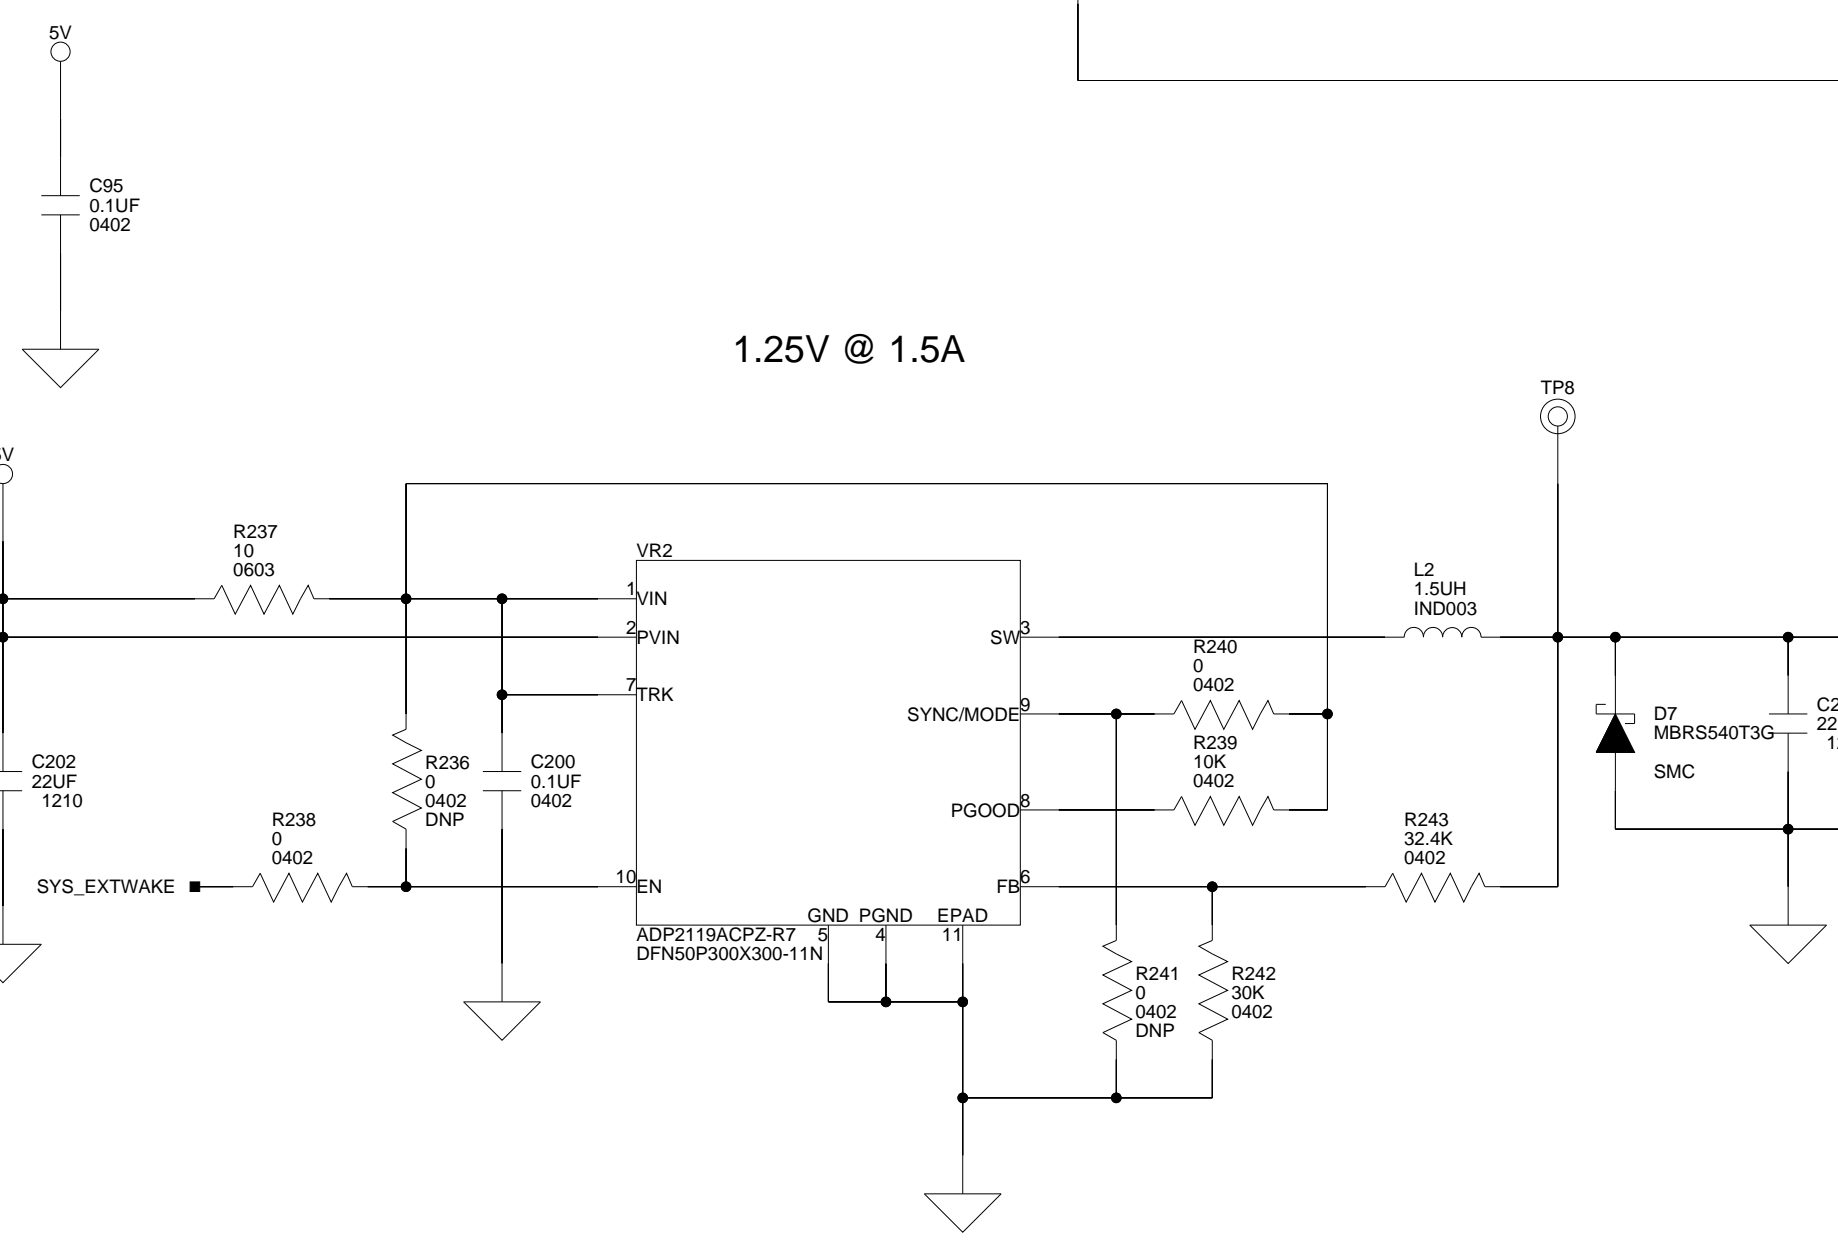 5V
C95
0.1UF
0402
1.25V @ 1.5A
TP8
R237
10
0603
VR2
1
VIN
2
PVIN
7
TRK
10
EN
SW
3
SYNC/MODE
9
PGOOD
8
FB
6
GND PGND EPAD
5 4 11
ADP2119ACPZ-R7
DFN50P300X300-11N
L2
1.5UH
IND003
R240
0
0402
R239
10K
0402
D7
MBRS540T3G
SMC
C202
22UF
1210
R236
0
0402
DNP
C200
0.1UF
0402
R238
0
0402
SYS_EXTWAKE
R243
32.4K
0402
R241
0
0402
DNP
R242
30K
0402